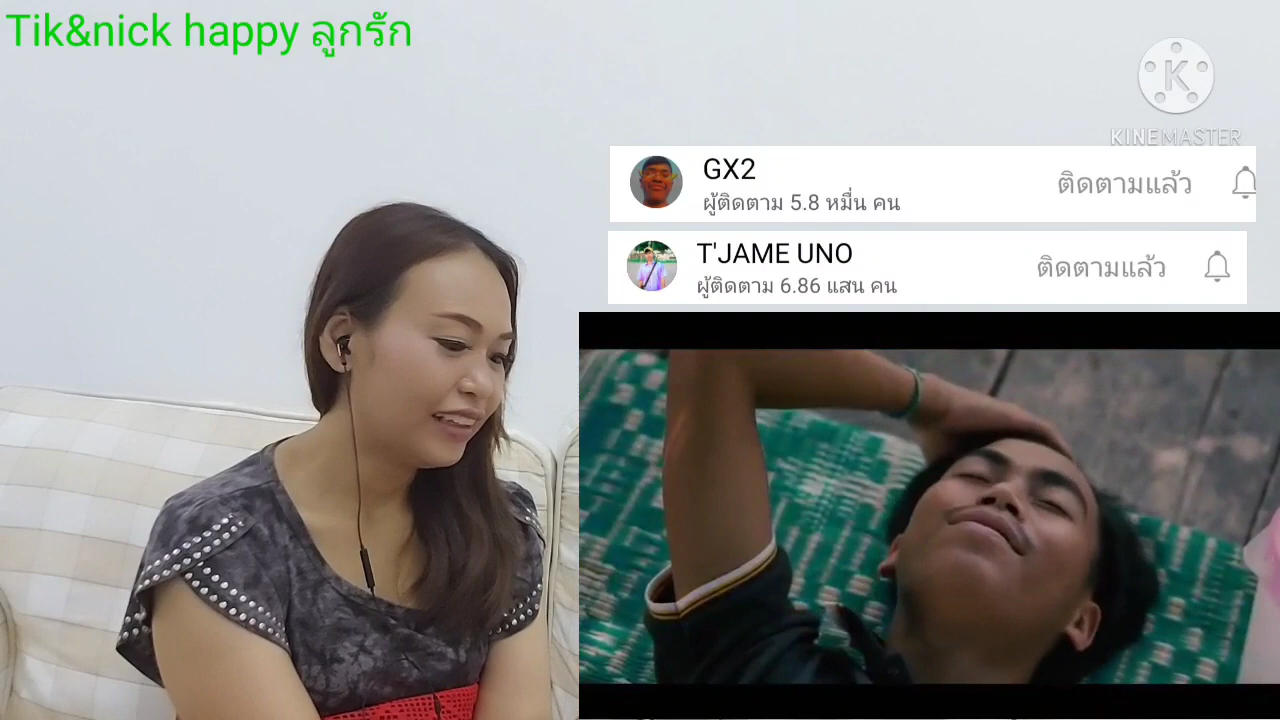 Tik&nick happy ลูกรัก
K
KINEMASTER
GX2
ผู้ติดตาม 5.8 หมื่น คน
ติดตามแล้ว
T'JAME UNO
ผู้ติดตาม 6.86 แสน คน
ติดตามแล้ว